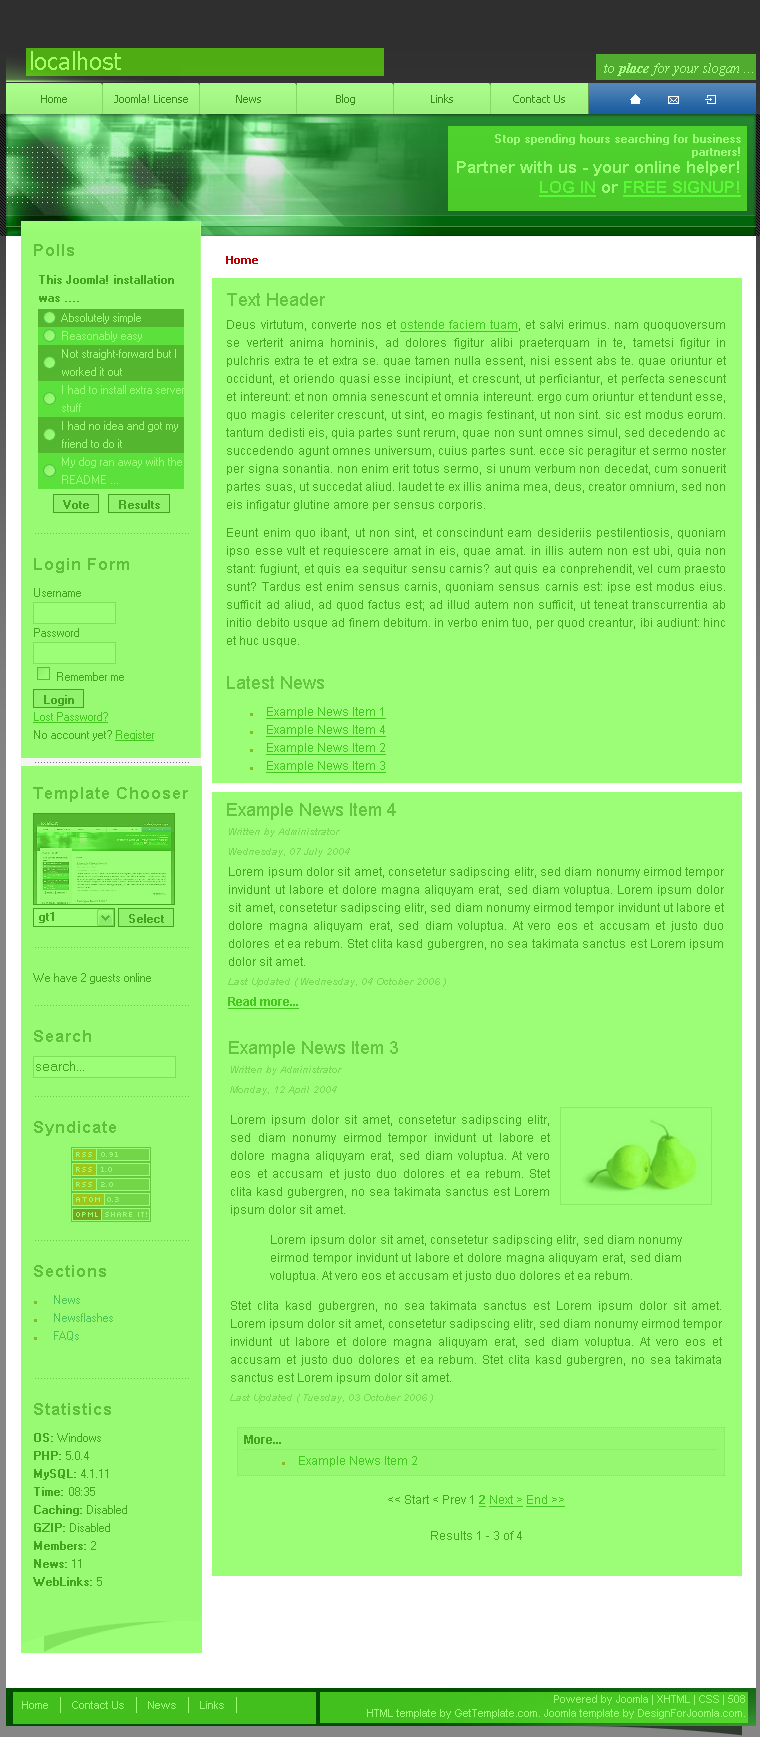 localhost
to place for your slogan ...
Home Joomla! License News Blog Links Contact Us
Stop spending hours searching for business
partners!
Partner with us - your online helper!
LOG IN or FREE SIGNUP!
Polls
This Joomla! installation
was ....
Absolutely simple
Reasonably easy
Not straight-forward but I
worked it out
I had to install extra server
stuff
I had no idea and got my
friend to do it
My dog ran away with the
README ...
Vote Results
Login Form
Username
Password
Remember me
Login
Lost Password?
No account yet? Register
Template Chooser
gt1 Select
We have 2 guests online
Search
search...
Syndicate
RSS 0.91
RSS 1.0
RSS 2.0
ATOM 0.3
OPML SHARE IT!
Sections
News
Newsflashes
FAQs
Statistics
OS: Windows
PHP: 5.0.4
MySQL: 4.1.11
Time: 08:35
Caching: Disabled
GZIP: Disabled
Members: 2
News: 11
WebLinks: 5
Home
Text Header
Deus virtutum, converte nos et ostende faciem tuam, et salvi erimus. nam quoquoversum
se verterit anima hominis, ad dolores figitur alibi praeterquam in te, tametsi figitur in
pulchris extra te et extra se. quae tamen nulla essent, nisi essent abs te. quae oriuntur et
occidunt, et oriendo quasi esse incipiunt, et crescunt, ut perficiantur, et perfecta senescunt
et intereunt: et non omnia senescunt et omnia intereunt. ergo cum oriuntur et tendunt esse,
quo magis celeriter crescunt, ut sint, eo magis festinant, ut non sint. sic est modus eorum.
tantum dedisti eis, quia partes sunt rerum, quae non sunt omnes simul, sed decedendo ac
succedendo agunt omnes universum, cuius partes sunt. ecce sic peragitur et sermo noster
per signa sonantia. non enim erit totus sermo, si unum verbum non decedat, cum sonuerit
partes suas, ut succedat aliud. laudet te ex illis anima mea, deus, creator omnium, sed non
eis infigatur glutine amore per sensus corporis.
Eeunt enim quo ibant, ut non sint, et conscindunt eam desideriis pestilentiosis, quoniam
ipso esse vult et requiescere amat in eis, quae amat. in illis autem non est ubi, quia non
stant: fugiunt, et quis ea sequitur sensu carnis? aut quis ea conprehendit, vel cum praesto
sunt? Tardus est enim sensus carnis, quoniam sensus carnis est: ipse est modus eius.
sufficit ad aliud, ad quod factus est; ad illud autem non sufficit, ut teneat transcurrentia ab
initio debito usque ad finem debitum. in verbo enim tuo, per quod creantur, ibi audiunt: hinc
et huc usque.
Latest News
Example News Item 1
Example News Item 4
Example News Item 2
Example News Item 3
Example News Item 4
Written by Administrator
Wednesday, 07 July 2004
Lorem ipsum dolor sit amet, consetetur sadipscing elitr, sed diam nonumy eirmod tempor
invidunt ut labore et dolore magna aliquyam erat, sed diam voluptua. Lorem ipsum dolor
sit amet, consetetur sadipscing elitr, sed diam nonumy eirmod tempor invidunt ut labore et
dolore magna aliquyam erat, sed diam voluptua. At vero eos et accusam et justo duo
dolores et ea rebum. Stet clita kasd gubergren, no sea takimata sanctus est Lorem ipsum
dolor sit amet.
Last Updated ( Wednesday, 04 October 2006 )
Read more...
Example News Item 3
Written by Administrator
Monday, 12 April 2004
Lorem ipsum dolor sit amet, consetetur sadipscing elitr,
sed diam nonumy eirmod tempor invidunt ut labore et
dolore magna aliquyam erat, sed diam voluptua. At vero
eos et accusam et justo duo dolores et ea rebum. Stet
clita kasd gubergren, no sea takimata sanctus est Lorem
ipsum dolor sit amet.
Lorem ipsum dolor sit amet, consetetur sadipscing elitr, sed diam nonumy
eirmod tempor invidunt ut labore et dolore magna aliquyam erat, sed diam
voluptua. At vero eos et accusam et justo duo dolores et ea rebum.
Stet clita kasd gubergren, no sea takimata sanctus est Lorem ipsum dolor sit amet.
Lorem ipsum dolor sit amet, consetetur sadipscing elitr, sed diam nonumy eirmod tempor
invidunt ut labore et dolore magna aliquyam erat, sed diam voluptua. At vero eos et
accusam et justo duo dolores et ea rebum. Stet clita kasd gubergren, no sea takimata
sanctus est Lorem ipsum dolor sit amet.
Last Updated ( Tuesday, 03 October 2006 )
More...
Example News Item 2
<< Start < Prev 1 2 Next > End >>
Results 1 - 3 of 4
Home Contact Us News Links
Powered by Joomla | XHTML | CSS | 508
HTML template by GetTemplate.com. Joomla template by DesignForJoomla.com.